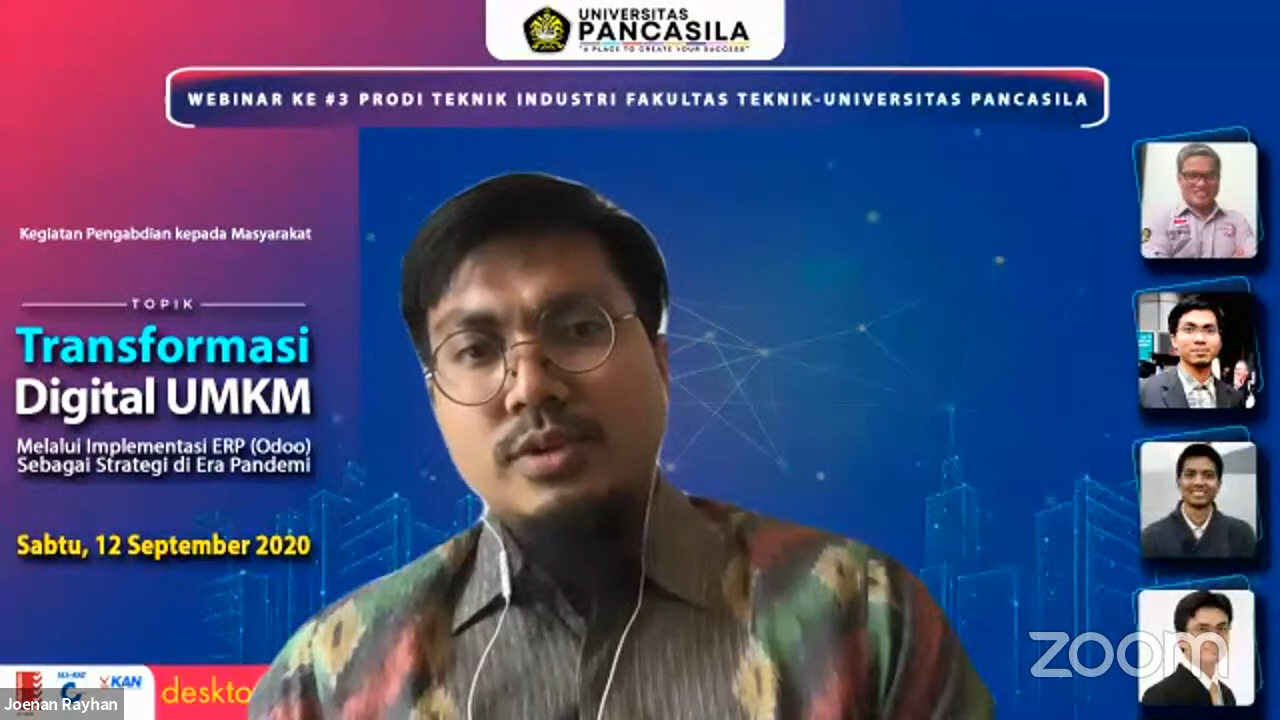 UNIVERSITAS
PANCASILA
"A PLACE TO CREATE YOUR SUCCESS"
WEBINAR KE #3 PRODI TEKNIK INDUSTRI FAKULTAS TEKNIK-UNIVERSITAS PANCASILA
Kegiatan Pengabdian kepada Masyarakat
TOPIK
Transformasi
Digital UMKM
Melalui Implementasi ERP (Odoo)
Sebagai Strategi di Era Pandemi
Sabtu, 12 September 2020
KAN
deskto
Joenan Rayhan
zoom